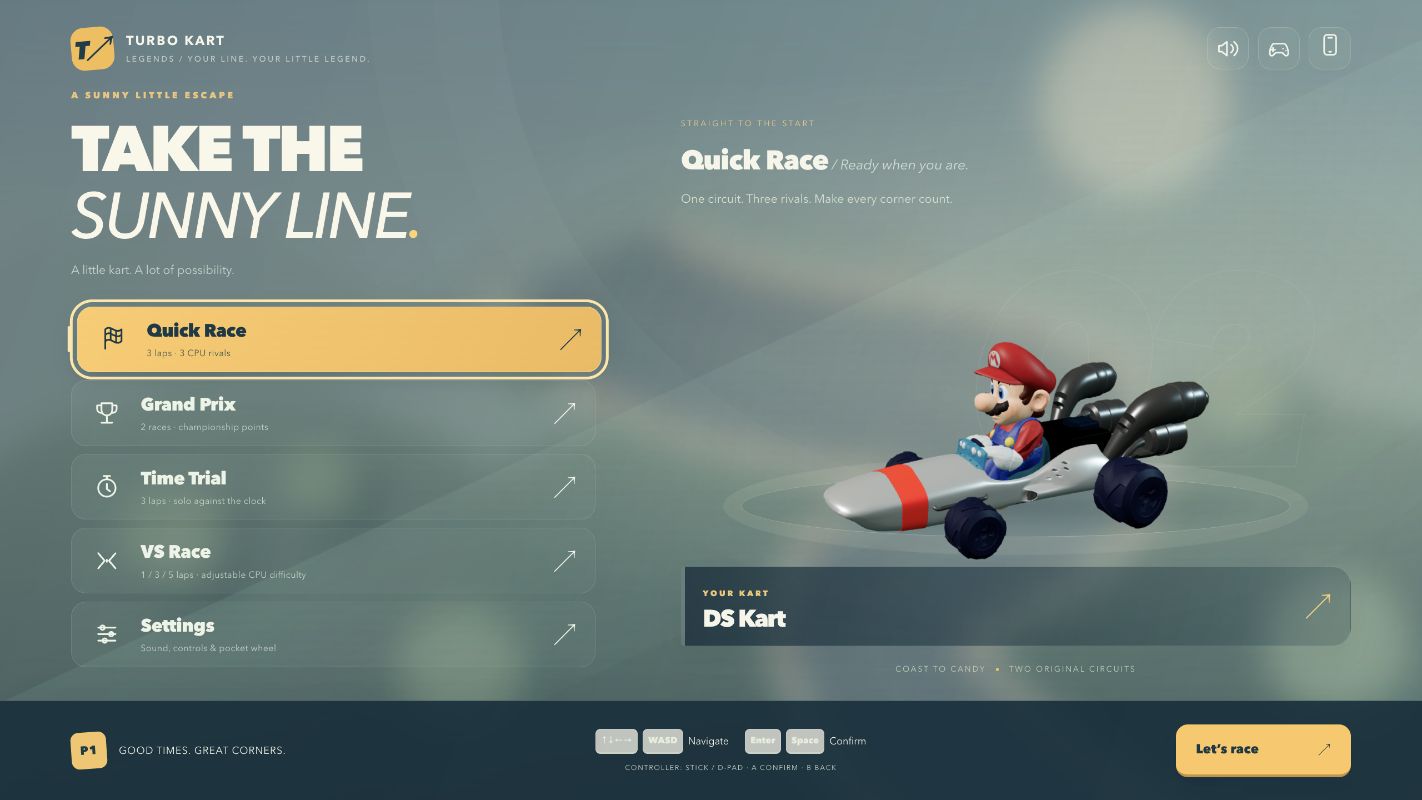 TURBO KART
LEGENDS / YOUR LINE. YOUR LITTLE LEGEND.
A SUNNY LITTLE ESCAPE
TAKE THE
SUNNY LINE.
A little kart. A lot of possibility.
Quick Race
3 laps · 3 CPU rivals
Grand Prix
2 races · championship points
Time Trial
3 laps · solo against the clock
VS Race
1 / 3 / 5 laps · adjustable CPU difficulty
Settings
Sound, controls & pocket wheel
STRAIGHT TO THE START
Quick Race / Ready when you are.
One circuit. Three rivals. Make every corner count.
YOUR KART
DS Kart
COAST TO CANDY • TWO ORIGINAL CIRCUITS
P1 GOOD TIMES. GREAT CORNERS.
↑↓←→ WASD Navigate Enter Space Confirm
CONTROLLER: STICK / D-PAD · A CONFIRM · B BACK
Let's race